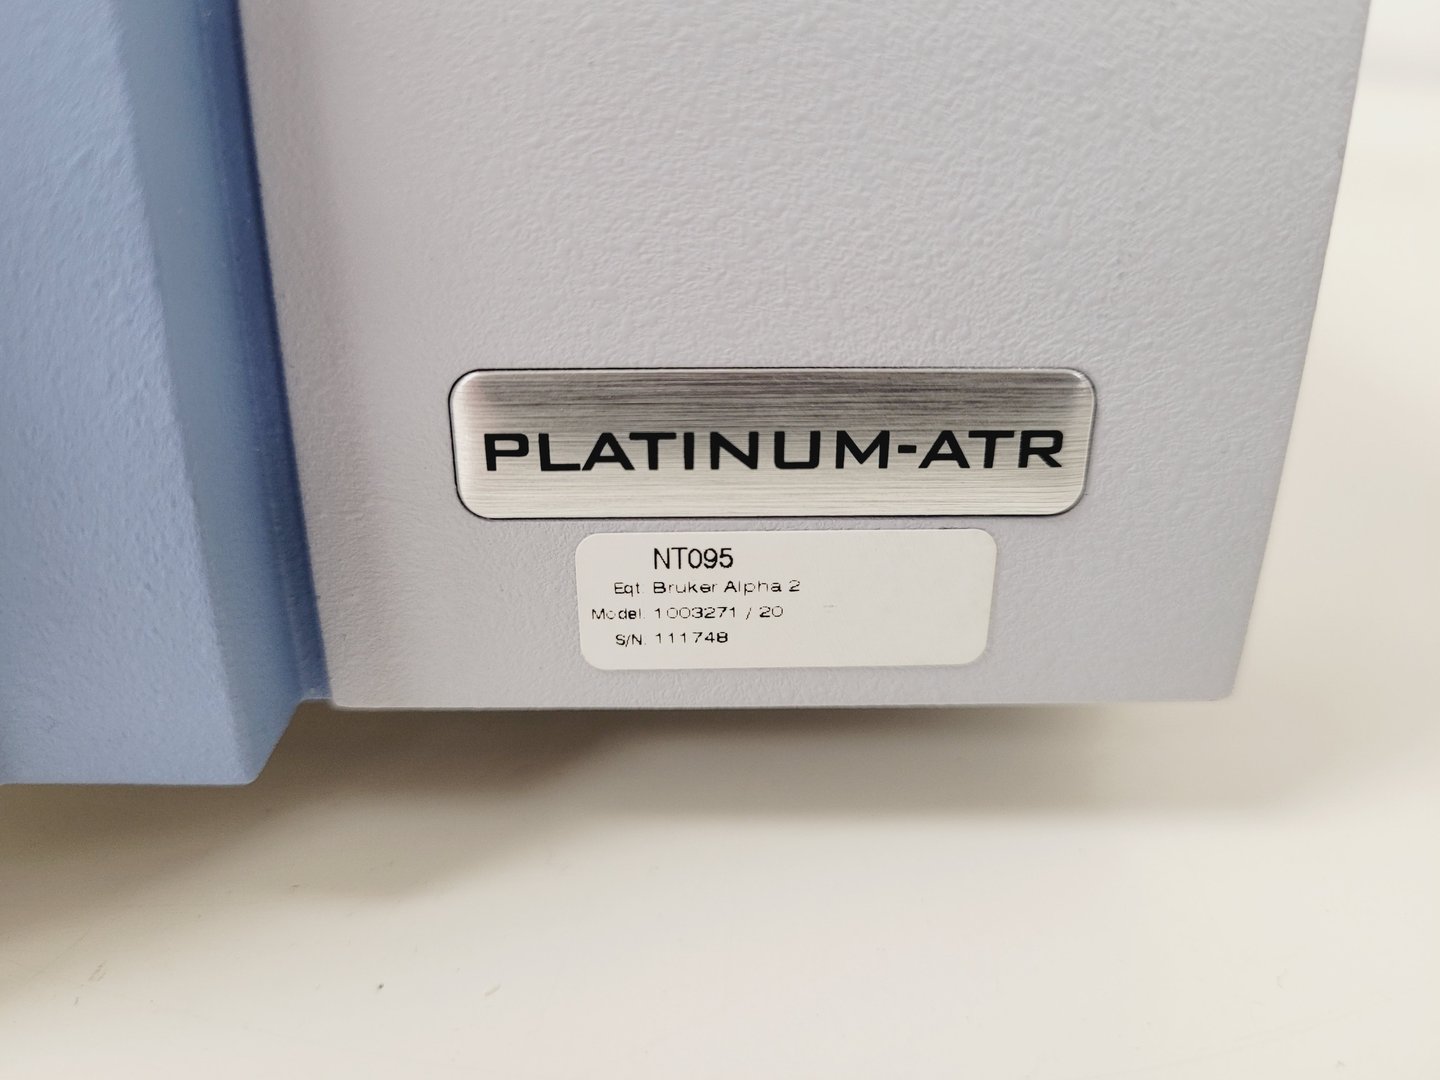 PLATINUM-ATR
NT095
Eqt. Bruker Alpha 2
Model: 1003271 / 20
S/N: 111748